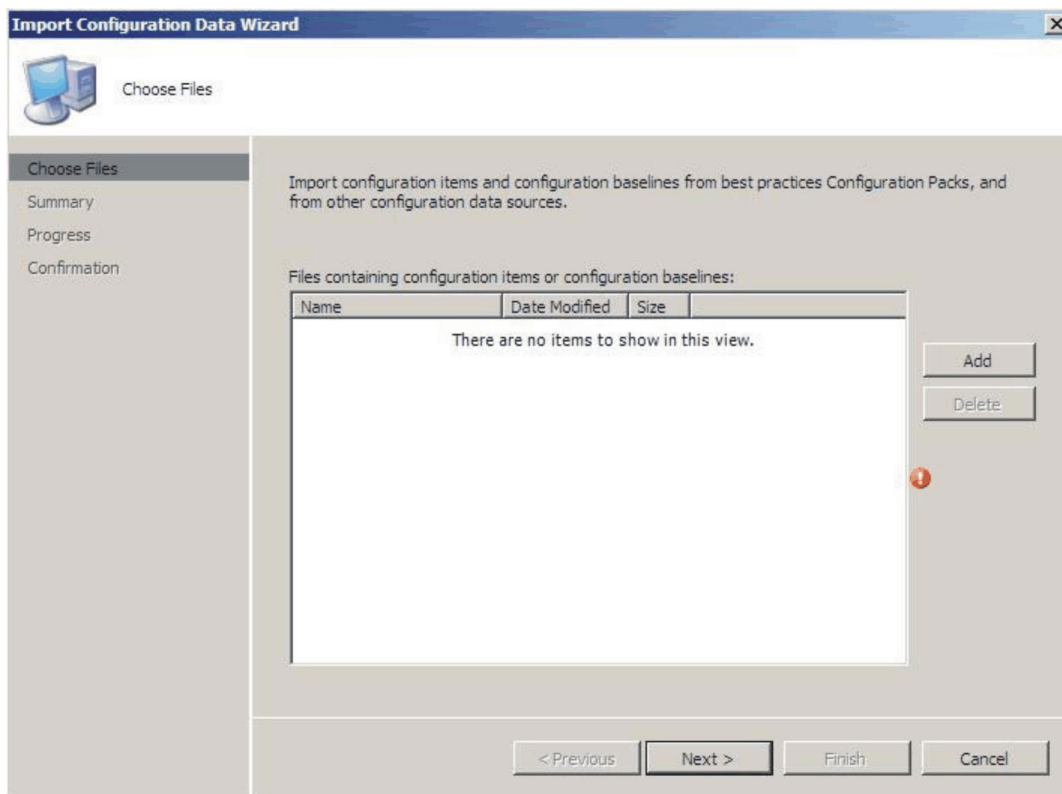 Import Configuration Data Wizard
Choose Files
Choose Files
Summary
Progress
Confirmation
Import configuration items and configuration baselines from best practices Configuration Packs, and
from other configuration data sources.
Files containing configuration items or configuration baselines:
Name Date Modified Size
There are no items to show in this view.
Add
Delete
< Previous Next > Finish Cancel